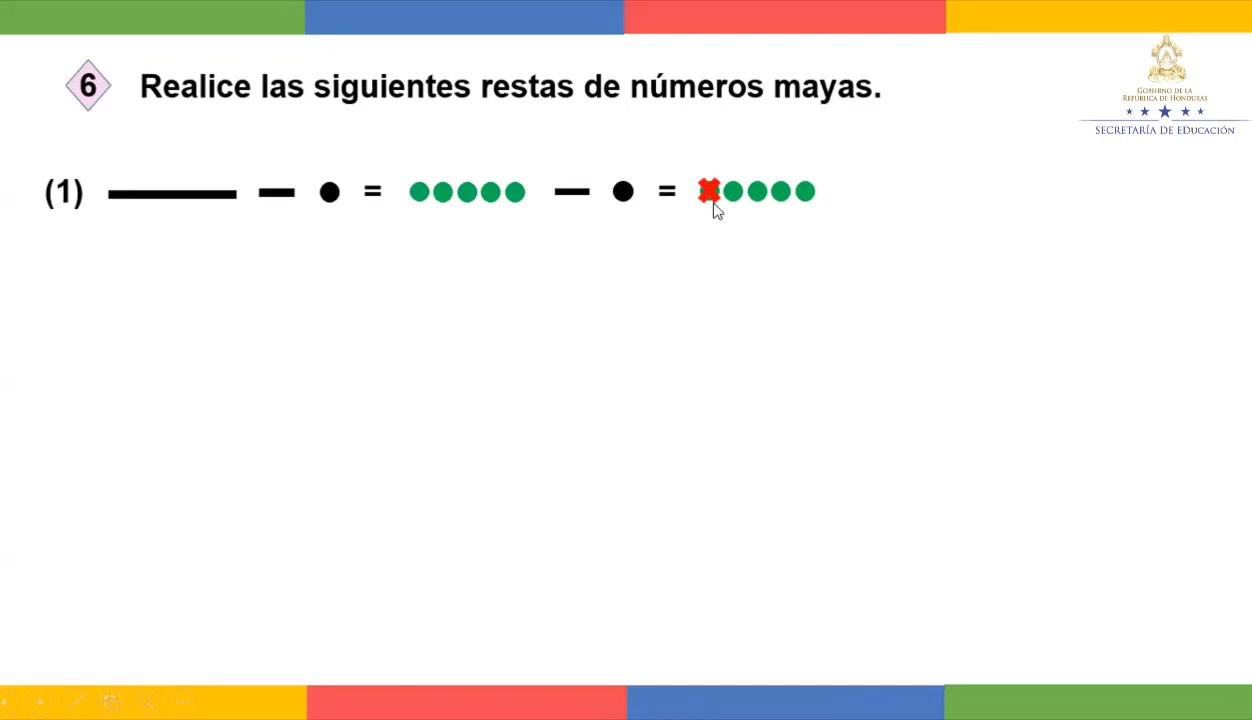 6 Realice las siguientes restas de números mayas.
GOBIERNO DE LA
REPÚBLICA DE HONDURAS
SECRETARÍA DE EDUCACIÓN
(1) — = — =